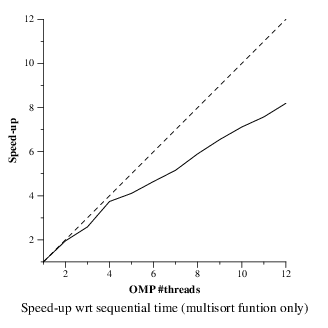 12
10
8
6
4
2
Speed-up
2 4 6 8 10 12
OMP #threads
Speed-up wrt sequential time (multisort funtion only)